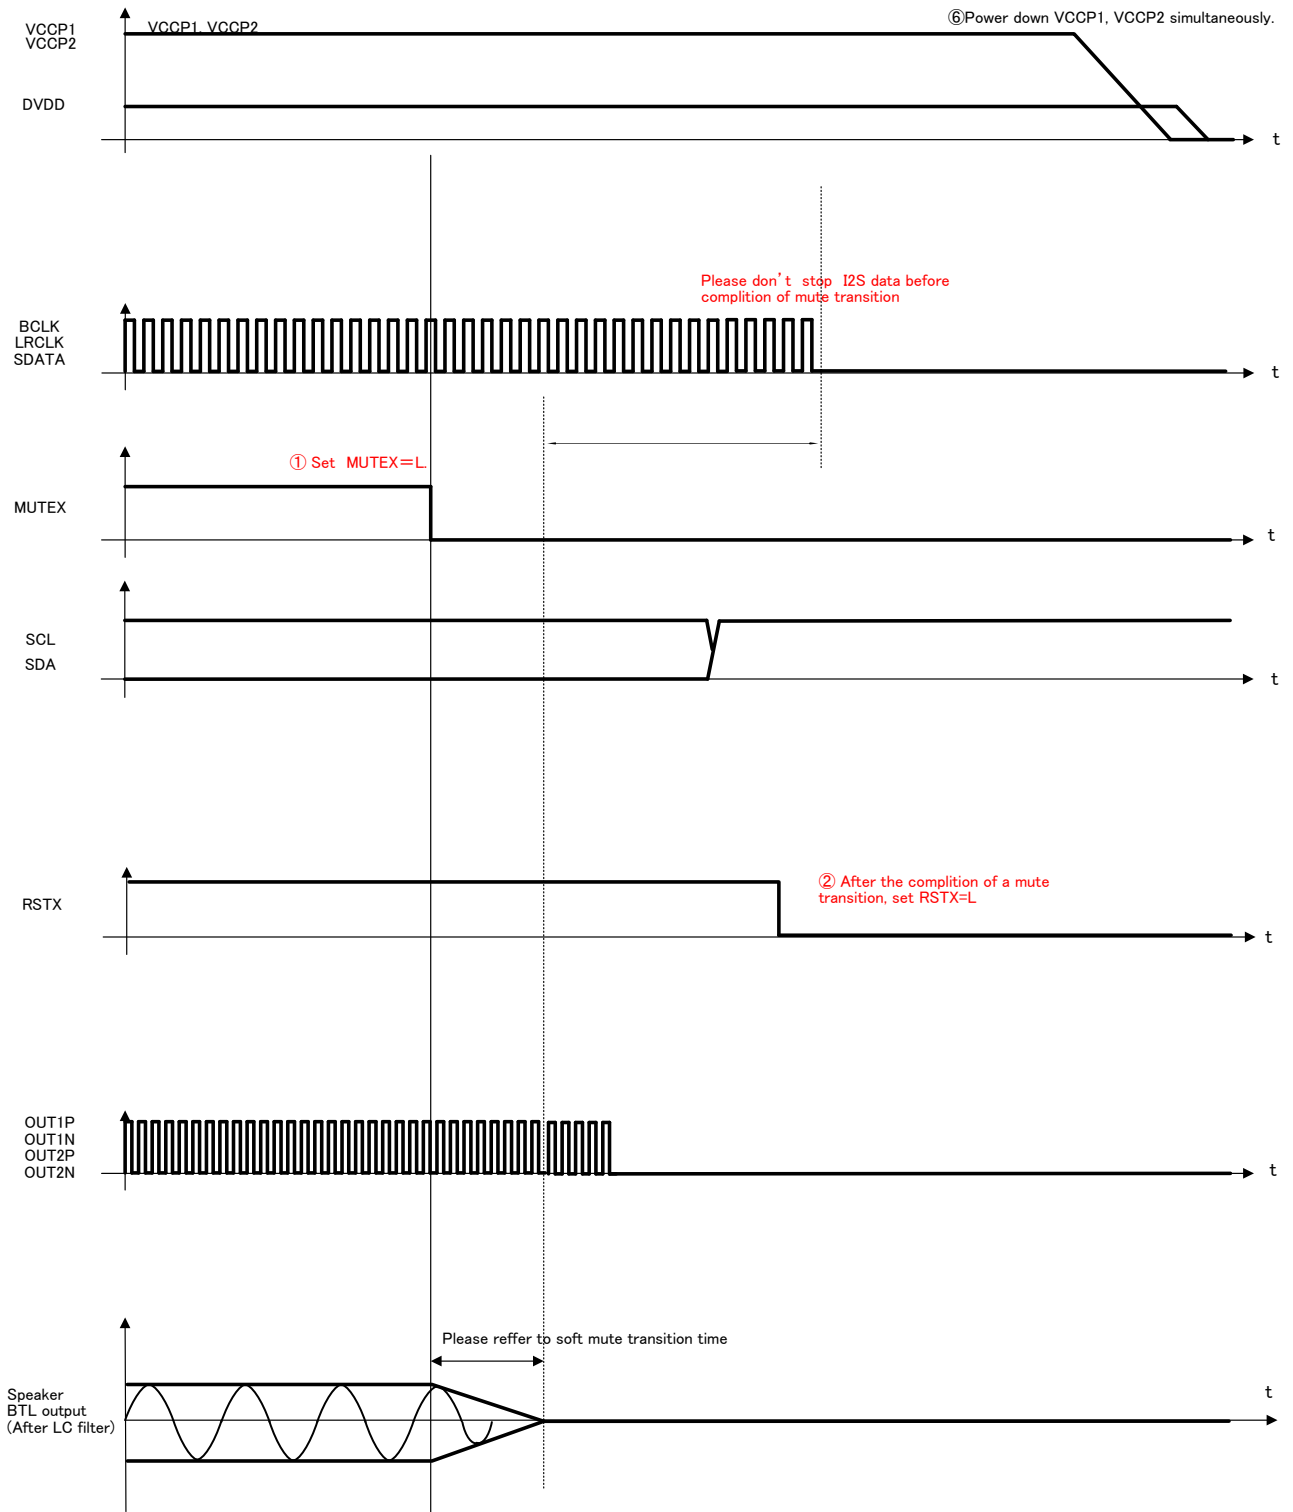 VCCP1
VCCP2
VCCP1, VCCP2
⑥Power down VCCP1, VCCP2 simultaneously.
DVDD
t
Please don't stop I2S data before
complition of mute transition
BCLK
LRCLK
SDATA
t
① Set MUTEX=L.
MUTEX
t
SCL
SDA
t
② After the complition of a mute
transition, set RSTX=L
RSTX
t
OUT1P
OUT1N
OUT2P
OUT2N
t
Please reffer to soft mute transition time
Speaker
BTL output
(After LC filter)
t